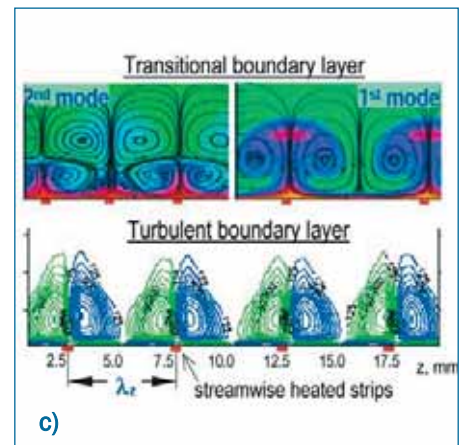 Transitional boundary layer
2nd mode 1st mode
Turbulent boundary layer
2.5 5.0 7.5 10.0 12.5 15.0 17.5 z, mm
λz streamwise heated strips
c)